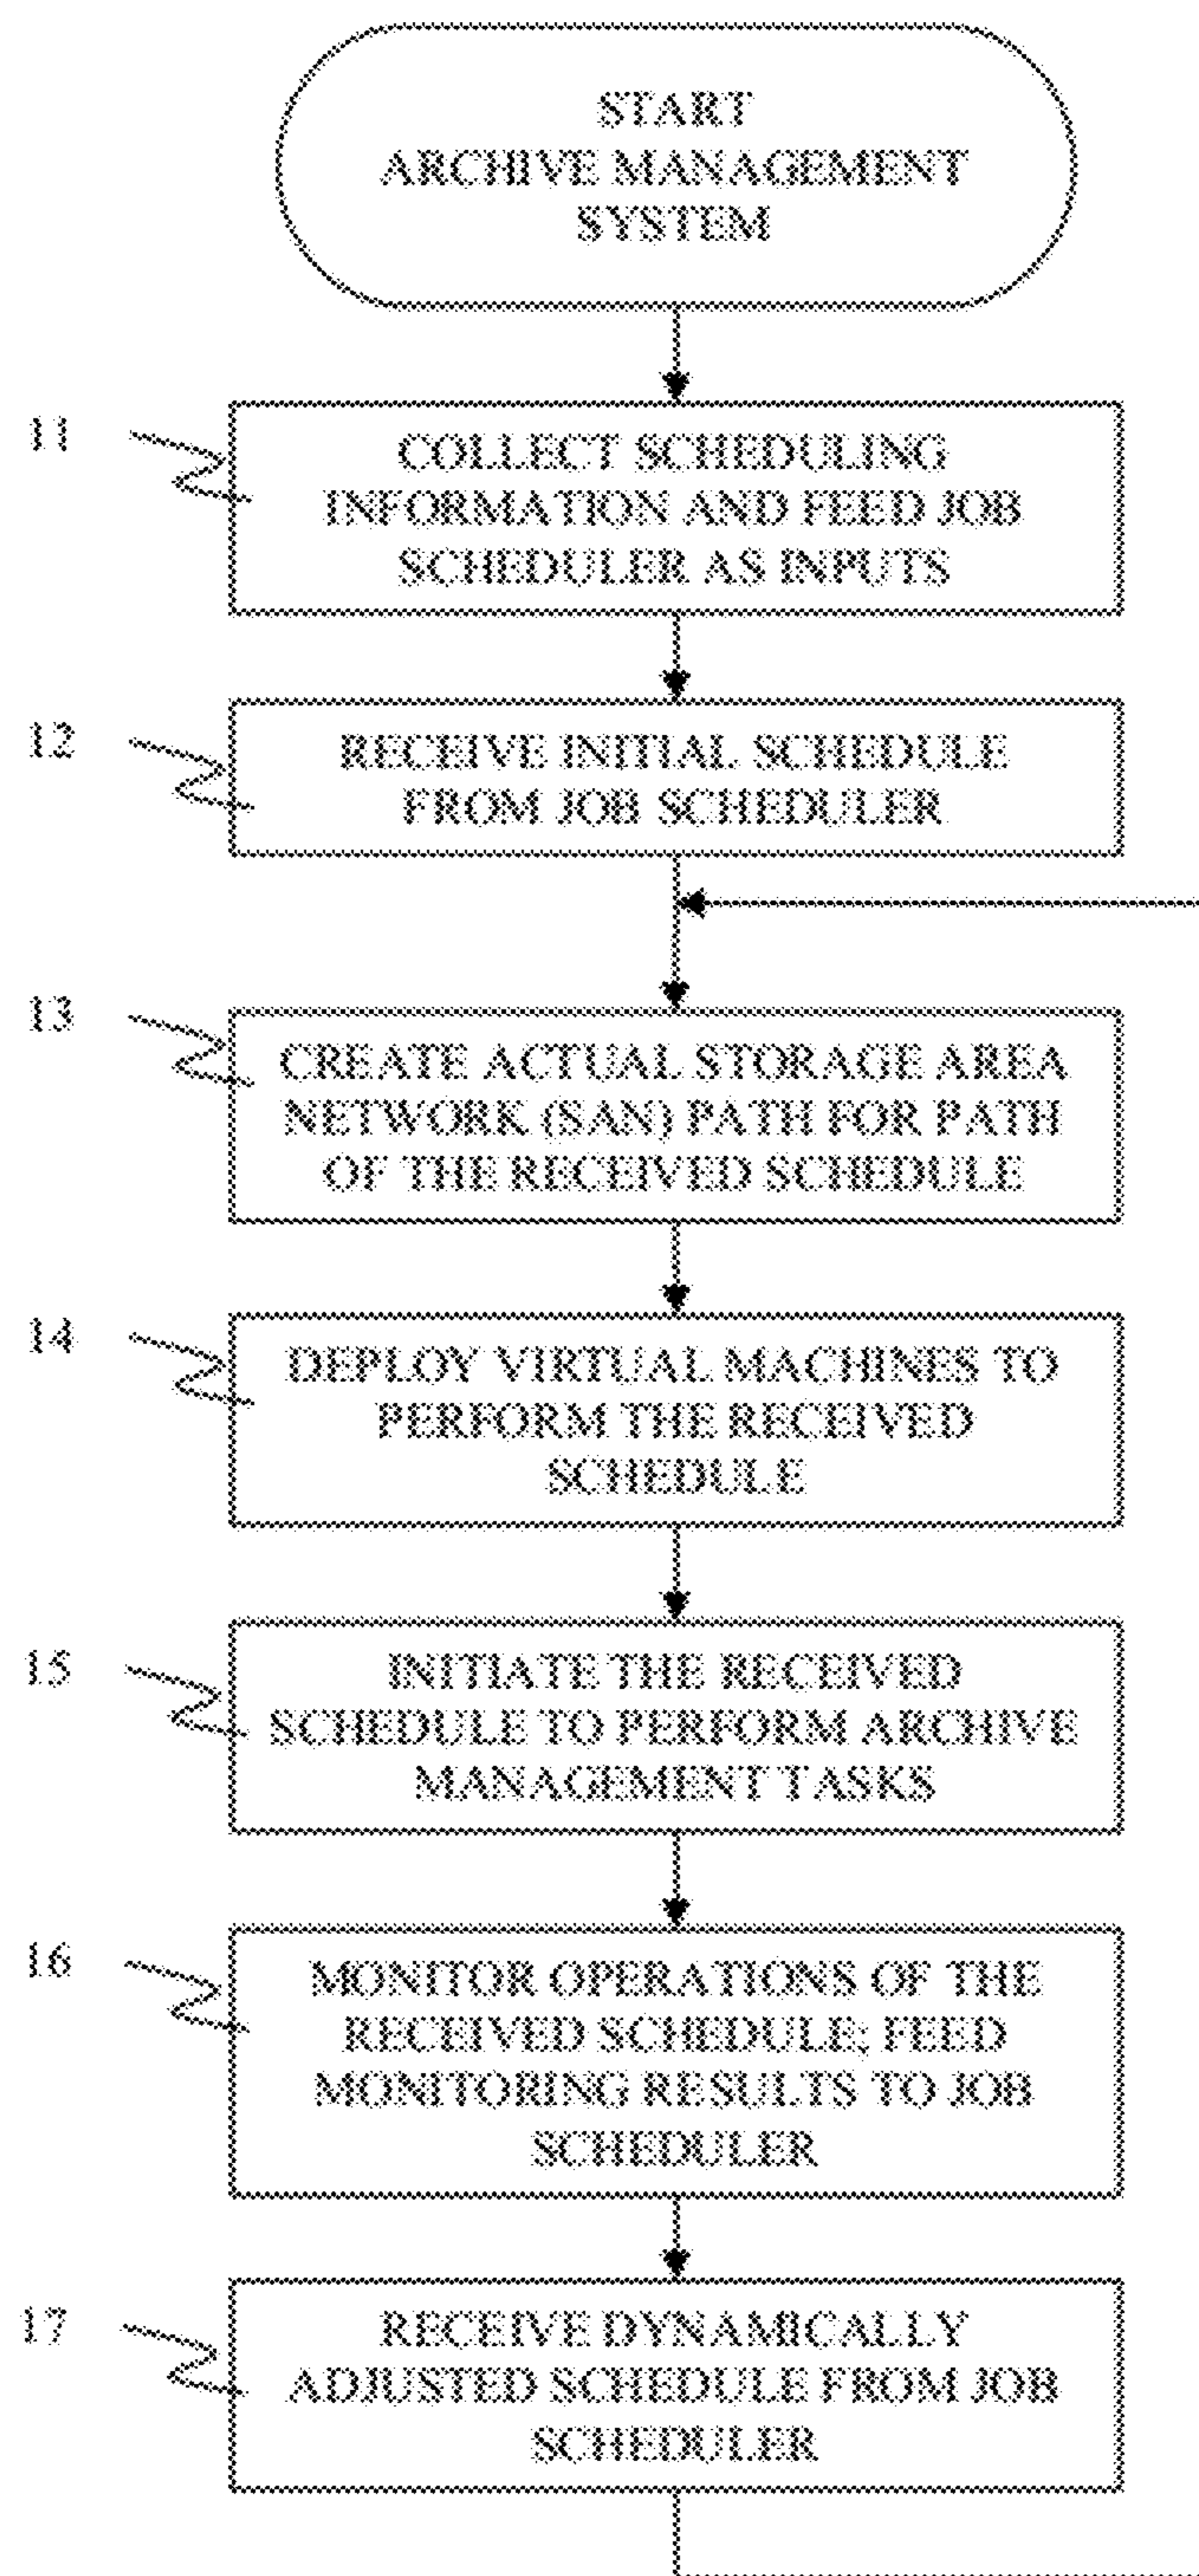 START
ARCHIVE MANAGEMENT
SYSTEM
11
COLLECT SCHEDULING
INFORMATION AND FEED JOB
SCHEDULER AS INPUTS
12
RECEIVE INITIAL SCHEDULE
FROM JOB SCHEDULER
13
CREATE ACTUAL STORAGE AREA
NETWORK (SAN) PATH FOR PATH
OF THE RECEIVED SCHEDULE
14
DEPLOY VIRTUAL MACHINES TO
PERFORM THE RECEIVED
SCHEDULE
15
INITIATE THE RECEIVED
SCHEDULE TO PERFORM ARCHIVE
MANAGEMENT TASKS
16
MONITOR OPERATIONS OF THE
RECEIVED SCHEDULE; FEED
MONITORING RESULTS TO JOB
SCHEDULER
17
RECEIVE DYNAMICALLY
ADJUSTED SCHEDULE FROM JOB
SCHEDULER